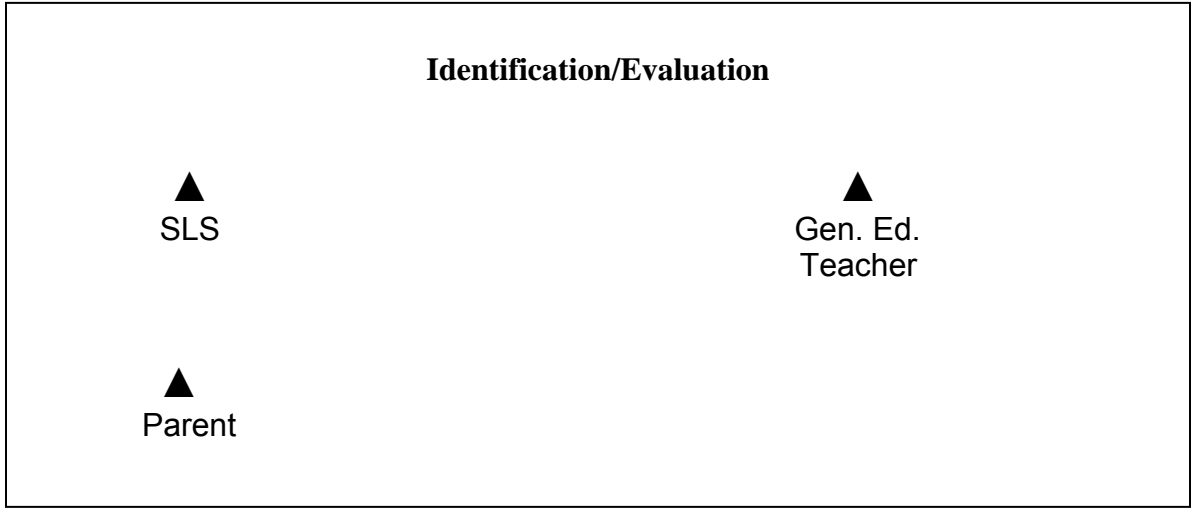 Identification/Evaluation
▲ ▲
SLS Gen. Ed.
Teacher
▲
Parent